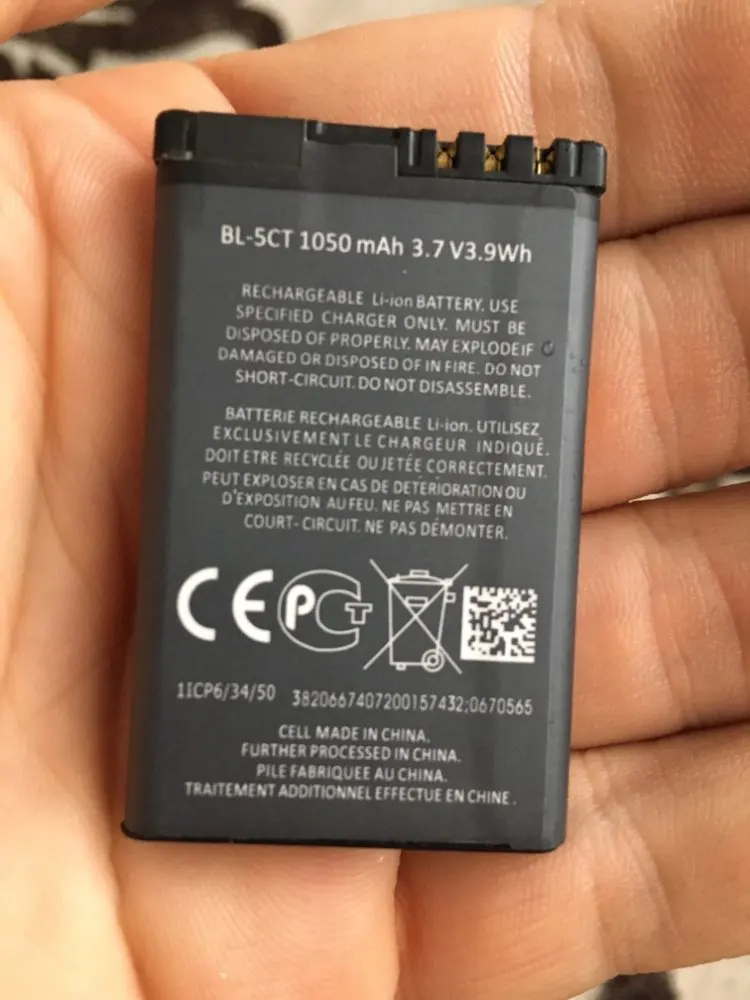 BL-5CT 1050 mAh 3.7 V3.9Wh
RECHARGEABLE Li-ion BATTERY. USE
SPECIFIED CHARGER ONLY. MUST BE
DISPOSED OF PROPERLY. MAY EXPLODE IF
DAMAGED OR DISPOSED OF IN FIRE. DO NOT
SHORT-CIRCUIT. DO NOT DISASSEMBLE.
BATTERIE RECHARGEABLE Li-ion. UTILISEZ
EXCLUSIVEMENT LE CHARGEUR INDIQUÉ.
DOIT ETRE RECYCLÉE OU JETÉE CORRECTEMENT.
PEUT EXPLOSER EN CAS DE DETERIORATION OU
D'EXPOSITION AU FEU. NE PAS METTRE EN
COURT- CIRCUIT. NE PAS DÉMONTER.
CE PCT
1ICP6/34/50 3820667407200157432;0670565
CELL MADE IN CHINA.
FURTHER PROCESSED IN CHINA.
PILE FABRIQUEE AU CHINA.
TRAITEMENT ADDITIONNEL EFFECTUE EN CHINE.